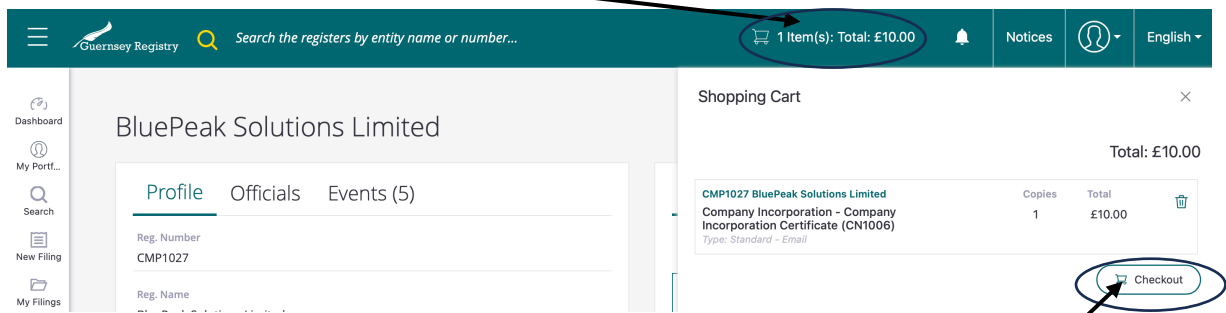 Guernsey Registry
Search the registers by entity name or number...
1 Item(s): Total: £10.00
Notices
English
Dashboard
My Portf...
Search
New Filing
My Filings
BluePeak Solutions Limited
Profile Officials Events (5)
Reg. Number
CMP1027
Reg. Name
BluePeak Solutions Limited
Shopping Cart
Total: £10.00
CMP1027 BluePeak Solutions Limited
Copies
Total
Company Incorporation - Company
Incorporation Certificate (CN1006)
1
£10.00
Type: Standard - Email
Checkout